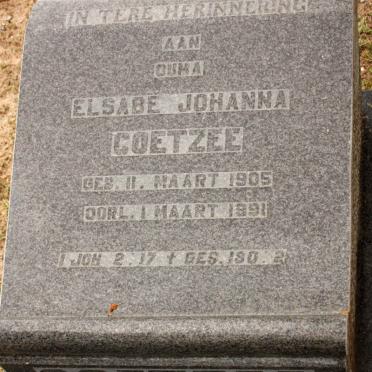 IN TERE HERINNERING
AAN
OUMA
ELSABE JOHANNA
COETZEE
GEB. 11. MAART 1905
OORL. 1 MAART 1991
1 JOH 2. 17 + GES. 180. 2